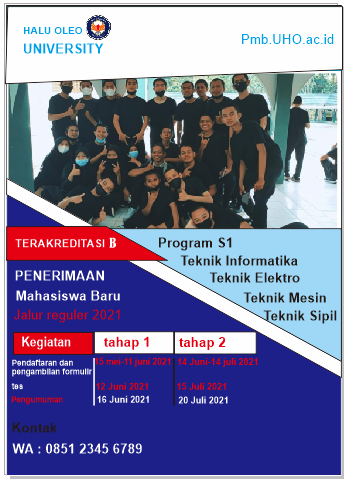 HALU OLEO
UNIVERSITY
Pmb.UHO.ac.id
TERAKREDITASI B
Program S1
Teknik Informatika
Teknik Elektro
Teknik Mesin
Teknik Sipil
PENERIMAAN
Mahasiswa Baru
Jalur reguler 2021
Kegiatan tahap 1 tahap 2
Pendaftaran dan pengambilan formulir 15 mei-11 juni 2021 14 Juni-14 juli 2021
tes 12 Juni 2021 15 Juli 2021
Pengumuman 16 Juni 2021 20 Juli 2021
Kontak
WA : 0851 2345 6789